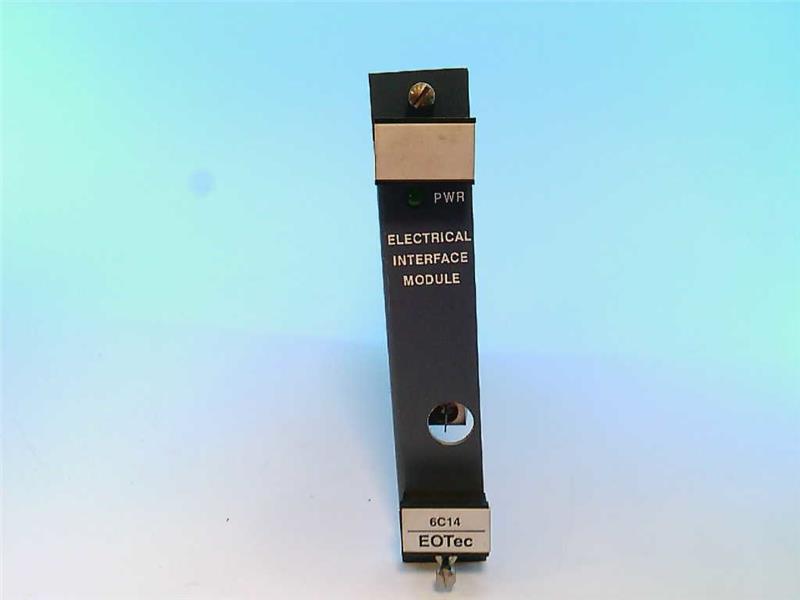 PWR
ELECTRICAL
INTERFACE
MODULE
6C14
EOTec